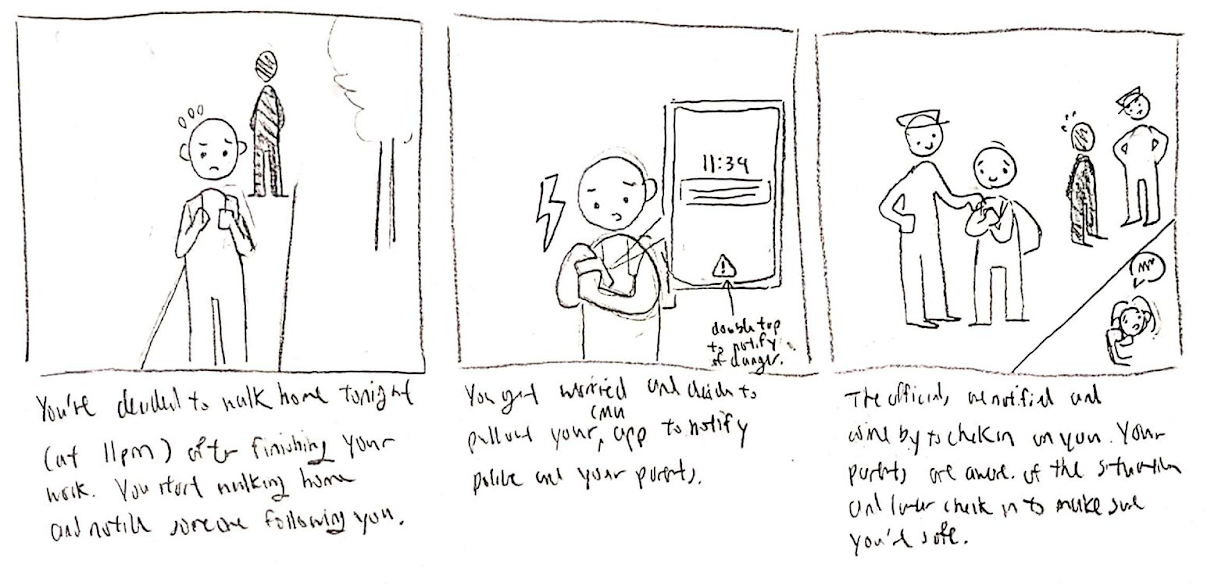 11:39
!
double tap
to notify
of danger.
You've decided to walk home tonight
(at 11pm) after finishing your
work. You start walking home
and notice someone following you.
You get worried and decide to
pull out your CMU app to notify
police and your parents.
The officials are notified and
come by to check in on you. Your
parents are aware of the situation
and later check in to make sure
you're safe.